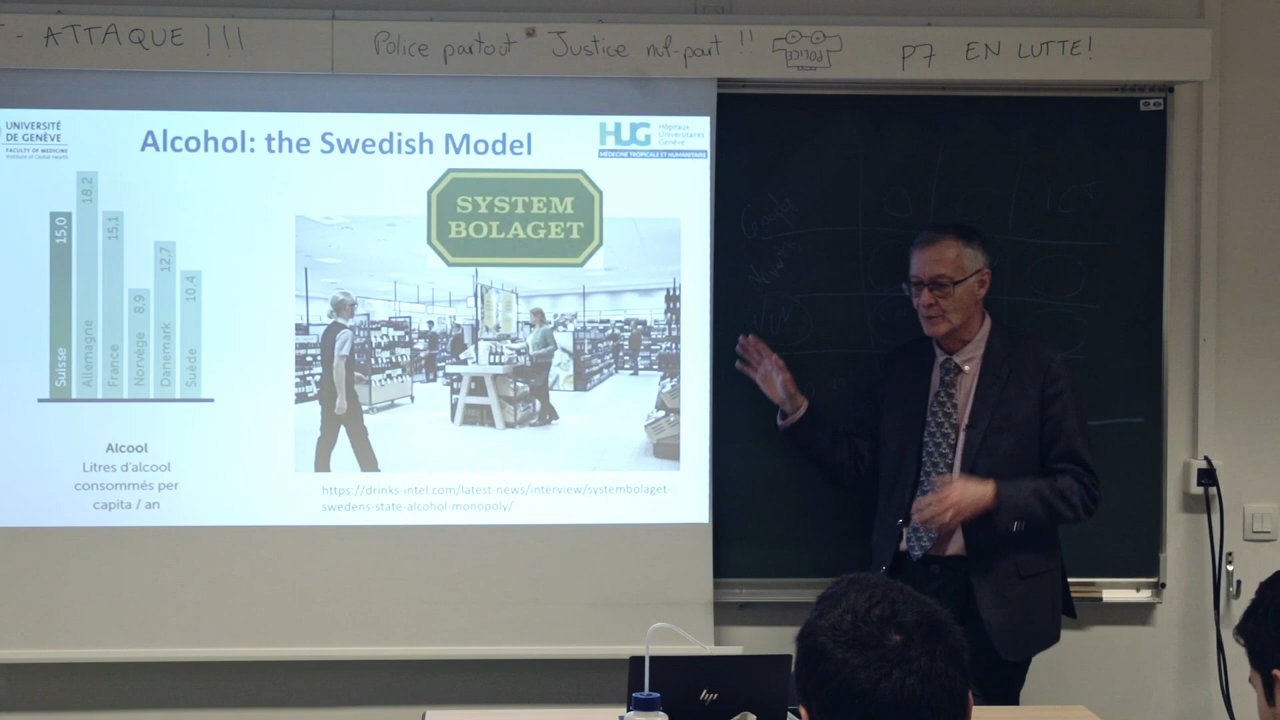 - ATTAQUE !!!
Police partout Justice nul-part !!
POLICE
P7 EN LUTTE!
UNIVERSITÉ
DE GENÈVE
FACULTY OF MEDICINE
Institute of Global Health
Alcohol: the Swedish Model
HUG
Hôpitaux
Universitaires
Genève
MÉDECINE TROPICALE ET HUMANITAIRE
SYSTEM
BOLAGET
15,0
18,2
15,1
8,9
12,7
10,4
Suisse
Allemagne
France
Norvège
Danemark
Suède
Alcool
Litres d'alcool
consommés per
capita / an
https://drinks-intel.com/latest-news/interview/systembolaget-
swedens-state-alcohol-monopoly/
hp